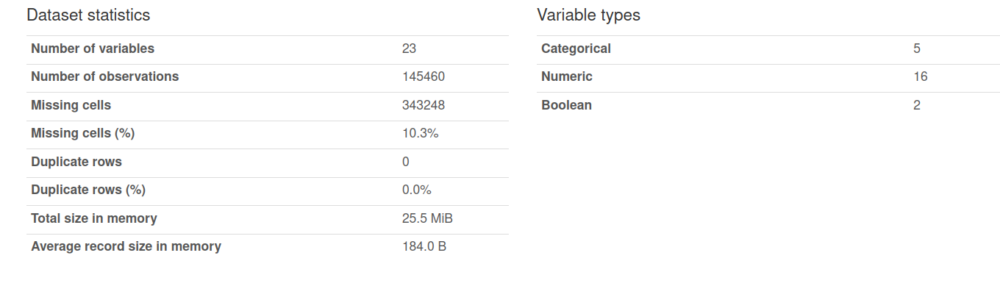 Dataset statistics
Number of variables 23
Number of observations 145460
Missing cells 343248
Missing cells (%) 10.3%
Duplicate rows 0
Duplicate rows (%) 0.0%
Total size in memory 25.5 MiB
Average record size in memory 184.0 B
Variable types
Categorical 5
Numeric 16
Boolean 2